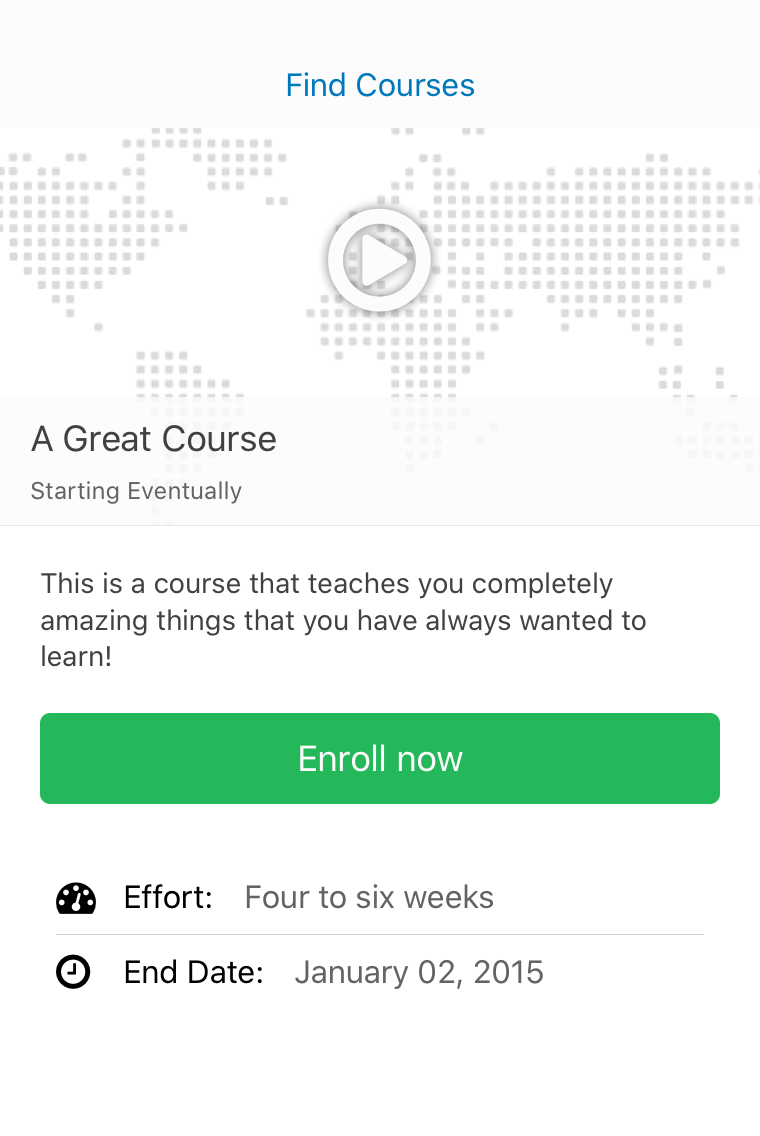 Find Courses
A Great Course
Starting Eventually
This is a course that teaches you completely
amazing things that you have always wanted to
learn!
Enroll now
Effort: Four to six weeks
End Date: January 02, 2015